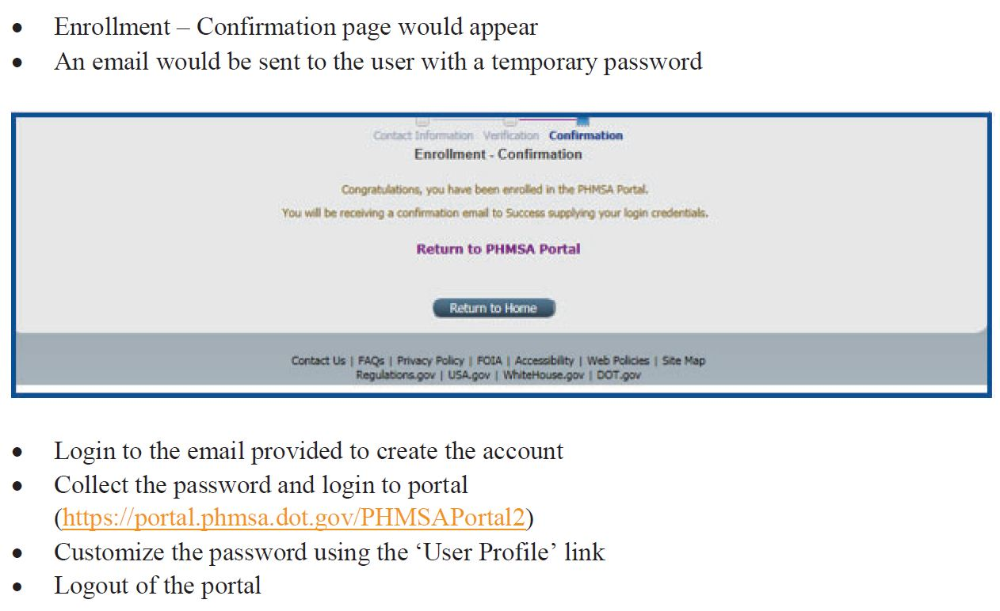 • Enrollment – Confirmation page would appear
• An email would be sent to the user with a temporary password
Contact Information Verification Confirmation
Enrollment - Confirmation
Congratulations, you have been enrolled in the PHMSA Portal.
You will be receiving a confirmation email to Success supplying your login credentials.
Return to PHMSA Portal
Return to Home
Contact Us | FAQs | Privacy Policy | FOIA | Accessibility | Web Policies | Site Map
Regulations.gov | USA.gov | WhiteHouse.gov | DOT.gov
• Login to the email provided to create the account
• Collect the password and login to portal
(https://portal.phmsa.dot.gov/PHMSAPortal2)
• Customize the password using the ‘User Profile’ link
• Logout of the portal